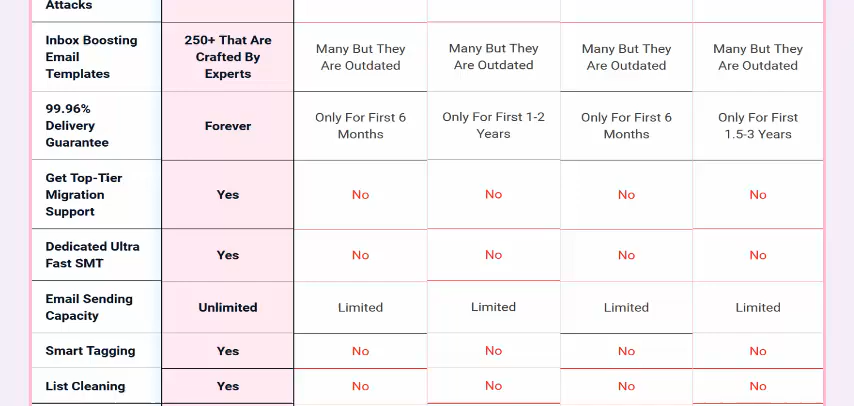 Attacks
Inbox Boosting
Email
Templates
250+ That Are
Crafted By
Experts
Many But They
Are Outdated
Many But They
Are Outdated
Many But They
Are Outdated
Many But They
Are Outdated
99.96%
Delivery
Guarantee
Forever
Only For First 6
Months
Only For First 1-2
Years
Only For First 6
Months
Only For First
1.5-3 Years
Get Top-Tier
Migration
Support
Yes
No
No
No
No
Dedicated Ultra
Fast SMT
Yes
No
No
No
No
Email Sending
Capacity
Unlimited
Limited
Limited
Limited
Limited
Smart Tagging
Yes
No
No
No
No
List Cleaning
Yes
No
No
No
No